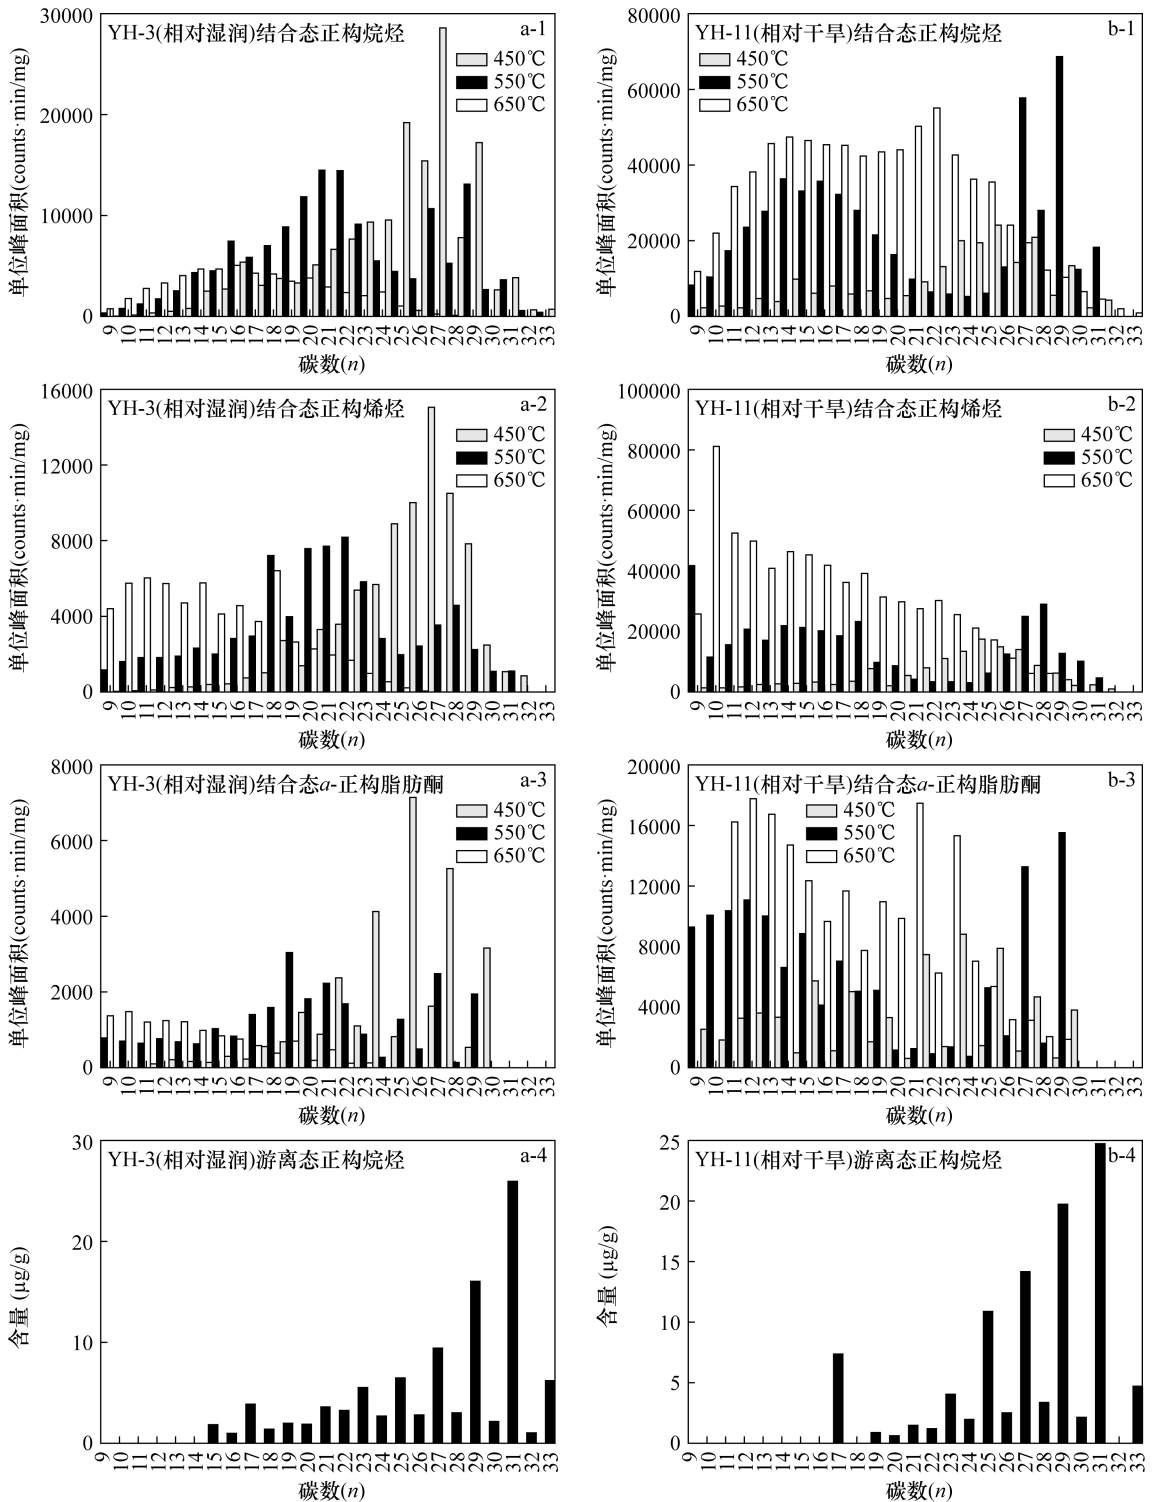 YH-3(相对湿润)结合态正构烷烃 a-1
450℃
550℃
650℃
30000
20000
10000
0
单位峰面积(counts·min/mg)
9 10 11 12 13 14 15 16 17 18 19 20 21 22 23 24 25 26 27 28 29 30 31 32 33
碳数(n)
YH-11(相对干旱)结合态正构烷烃 b-1
450℃
550℃
650℃
80000
60000
40000
20000
0
单位峰面积(counts·min/mg)
9 10 11 12 13 14 15 16 17 18 19 20 21 22 23 24 25 26 27 28 29 30 31 32 33
碳数(n)
YH-3(相对湿润)结合态正构烯烃 a-2
450℃
550℃
650℃
16000
12000
8000
4000
0
单位峰面积(counts·min/mg)
9 10 11 12 13 14 15 16 17 18 19 20 21 22 23 24 25 26 27 28 29 30 31 32 33
碳数(n)
YH-11(相对干旱)结合态正构烯烃 b-2
450℃
550℃
650℃
100000
80000
60000
40000
20000
0
单位峰面积(counts·min/mg)
9 10 11 12 13 14 15 16 17 18 19 20 21 22 23 24 25 26 27 28 29 30 31 32 33
碳数(n)
YH-3(相对湿润)结合态a-正构脂肪酮 a-3
450℃
550℃
650℃
8000
6000
4000
2000
0
单位峰面积(counts·min/mg)
9 10 11 12 13 14 15 16 17 18 19 20 21 22 23 24 25 26 27 28 29 30 31 32 33
碳数(n)
YH-11(相对干旱)结合态a-正构脂肪酮 b-3
450℃
550℃
650℃
20000
16000
12000
8000
4000
0
单位峰面积(counts·min/mg)
9 10 11 12 13 14 15 16 17 18 19 20 21 22 23 24 25 26 27 28 29 30 31 32 33
碳数(n)
YH-3(相对湿润)游离态正构烷烃 a-4
30
20
10
0
含量 (μg/g)
9 10 11 12 13 14 15 16 17 18 19 20 21 22 23 24 25 26 27 28 29 30 31 32 33
碳数(n)
YH-11(相对干旱)游离态正构烷烃 b-4
25
20
15
10
5
0
含量 (μg/g)
9 10 11 12 13 14 15 16 17 18 19 20 21 22 23 24 25 26 27 28 29 30 31 32 33
碳数(n)